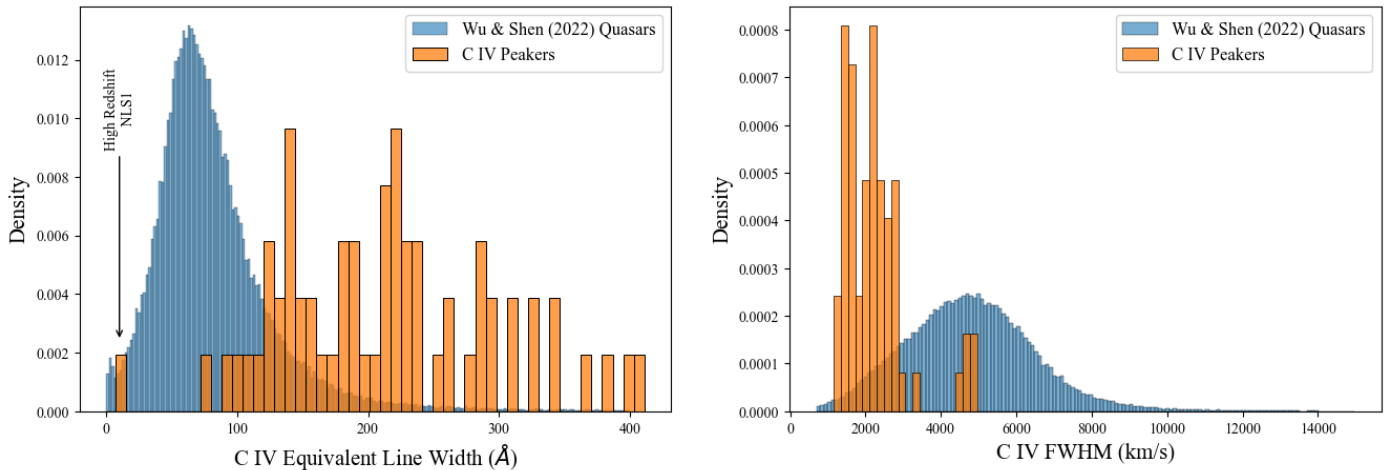 Wu & Shen (2022) Quasars
C IV Peakers
High Redshift
NLS1
Density
0.012
0.010
0.008
0.006
0.004
0.002
0.000
0
100
200
300
400
C IV Equivalent Line Width (Å)
Wu & Shen (2022) Quasars
C IV Peakers
Density
0.0008
0.0007
0.0006
0.0005
0.0004
0.0003
0.0002
0.0001
0.0000
0
2000
4000
6000
8000
10000
12000
14000
C IV FWHM (km/s)